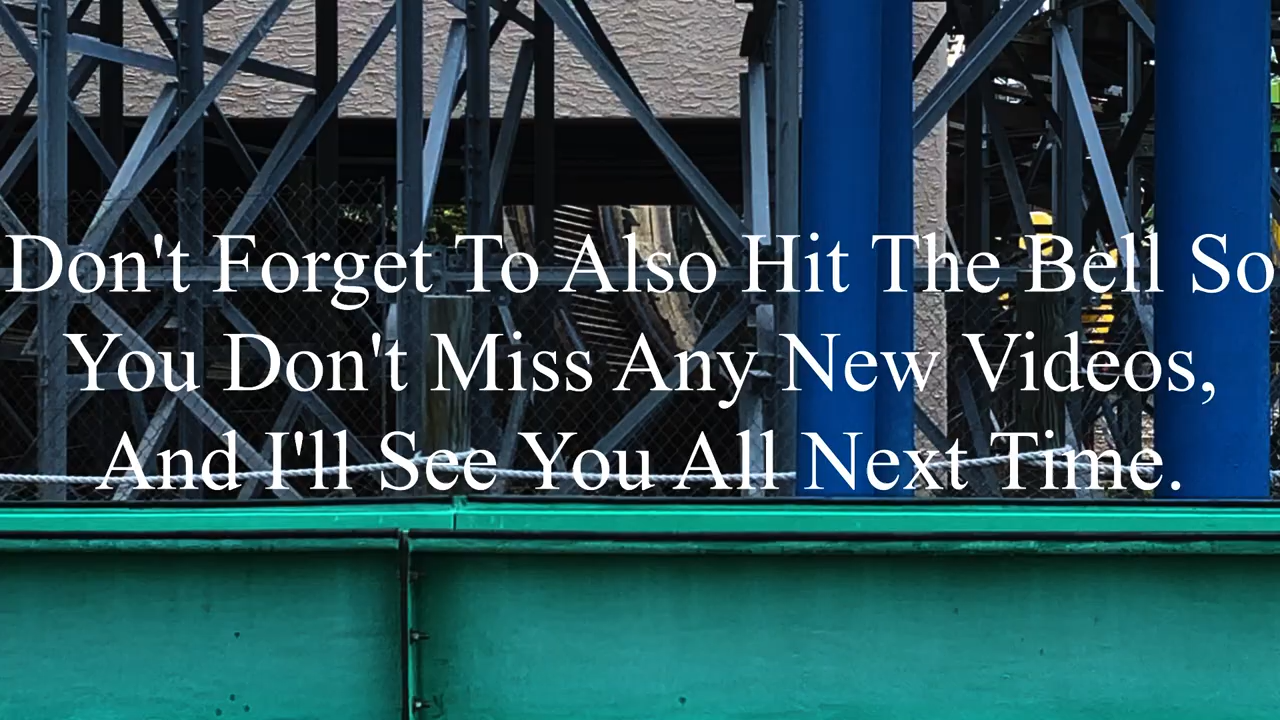 Don't Forget To Also Hit The Bell So
You Don't Miss Any New Videos,
And I'll See You All Next Time.